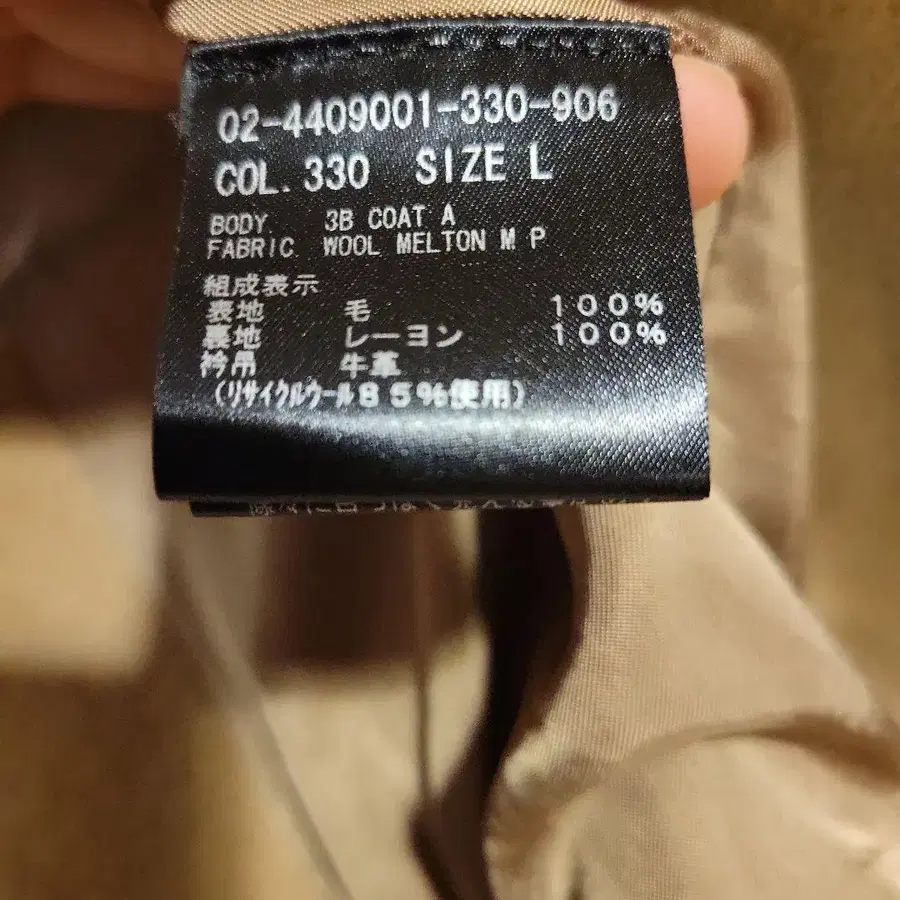 02-4409001-330-906
COL. 330 SIZE L
BODY. 3B COAT A
FABRIC. WOOL MELTON M P
組成表示
表地 毛 100%
裏地 レーヨン 100%
衿吊 牛革
(リサイクルウール85%使用)